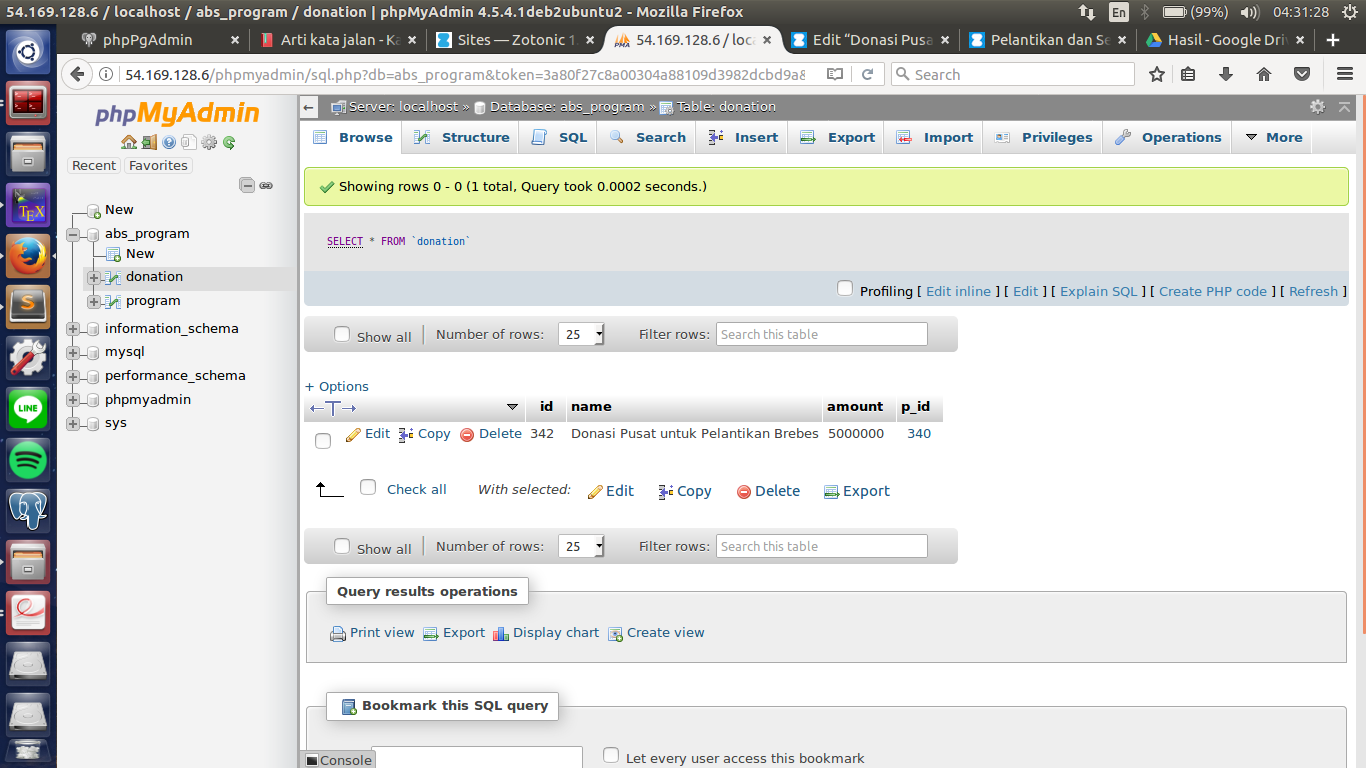 54.169.128.6 / localhost / abs_program / donation | phpMyAdmin 4.5.4.1deb2ubuntu2 - Mozilla Firefox
En (99%) 04:31:28
phpPgAdmin × Arti kata jalan - Ka × Sites — Zotonic 1. × 54.169.128.6 / loca × Edit “Donasi Pusa × Pelantikan dan Se × Hasil - Google Driv ×
54.169.128.6/phpmyadmin/sql.php?db=abs_program&token=3a80f27c8a00304a88109d3982dcbd9a& Search
phpMyAdmin
Recent Favorites
New
abs_program
New
donation
program
information_schema
mysql
performance_schema
phpmyadmin
sys
Server: localhost » Database: abs_program » Table: donation
Browse Structure SQL Search Insert Export Import Privileges Operations More
Showing rows 0 - 0 (1 total, Query took 0.0002 seconds.)
SELECT * FROM `donation`
Profiling [ Edit inline ] [ Edit ] [ Explain SQL ] [ Create PHP code ] [ Refresh ]
Show all Number of rows: 25 Filter rows: Search this table
+ Options
←T→ id name amount p_id
Edit Copy Delete 342 Donasi Pusat untuk Pelantikan Brebes 5000000 340
Check all With selected: Edit Copy Delete Export
Show all Number of rows: 25 Filter rows: Search this table
Query results operations
Print view Export Display chart Create view
Bookmark this SQL query
Console Let every user access this bookmark
TEX
LINE
S